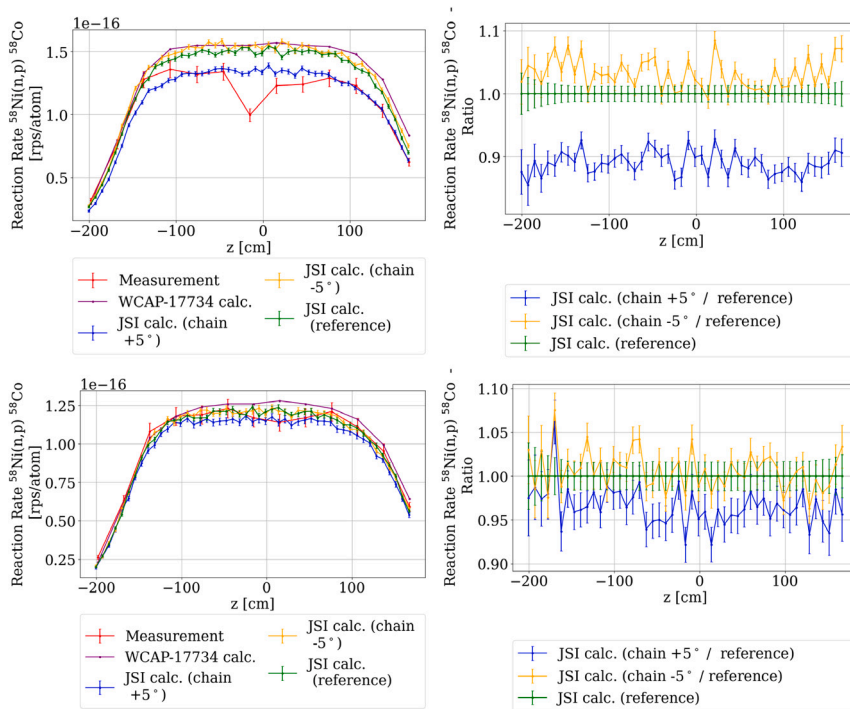 1e−16
Reaction Rate ⁵⁸Ni(n,p) ⁵⁸Co
[rps/atom]
1.5
1.0
0.5
−200
−100
0
100
z [cm]
Measurement
WCAP-17734 calc.
JSI calc. (chain
+5°)
JSI calc. (chain
-5°)
JSI calc.
(reference)
Reaction Rate ⁵⁸Ni(n,p) ⁵⁸Co -
Ratio
1.1
1.0
0.9
−200
−100
0
100
z [cm]
JSI calc. (chain +5° / reference)
JSI calc. (chain -5° / reference)
JSI calc. (reference)
1e−16
Reaction Rate ⁵⁸Ni(n,p) ⁵⁸Co
[rps/atom]
1.25
1.00
0.75
0.50
0.25
−200
−100
0
100
z [cm]
Measurement
WCAP-17734 calc.
JSI calc. (chain
+5°)
JSI calc. (chain
-5°)
JSI calc.
(reference)
Reaction Rate ⁵⁸Ni(n,p) ⁵⁸Co -
Ratio
1.10
1.05
1.00
0.95
0.90
−200
−100
0
100
z [cm]
JSI calc. (chain +5° / reference)
JSI calc. (chain -5° / reference)
JSI calc. (reference)